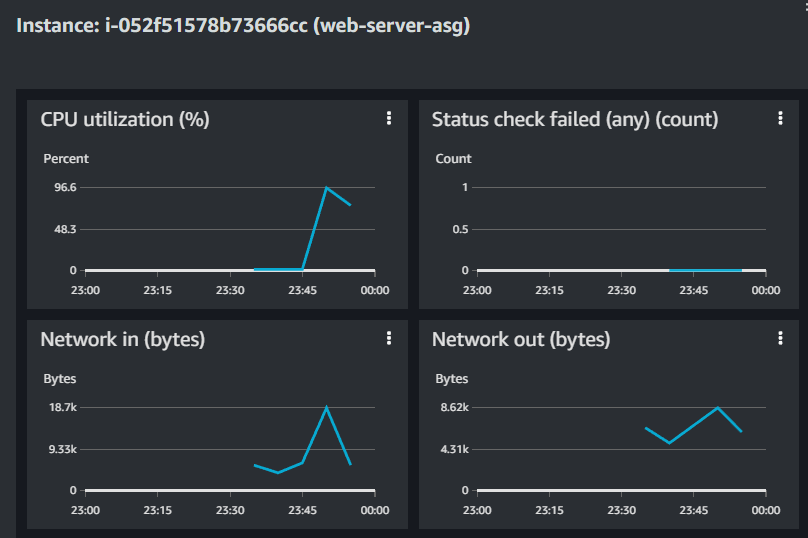 Instance: i-052f51578b73666cc (web-server-asg)
CPU utilization (%)
Percent
96.6
48.3
0
23:00 23:15 23:30 23:45 00:00
Status check failed (any) (count)
Count
1
0.5
0
23:00 23:15 23:30 23:45 00:00
Network in (bytes)
Bytes
18.7k
9.33k
0
23:00 23:15 23:30 23:45 00:00
Network out (bytes)
Bytes
8.62k
4.31k
0
23:00 23:15 23:30 23:45 00:00